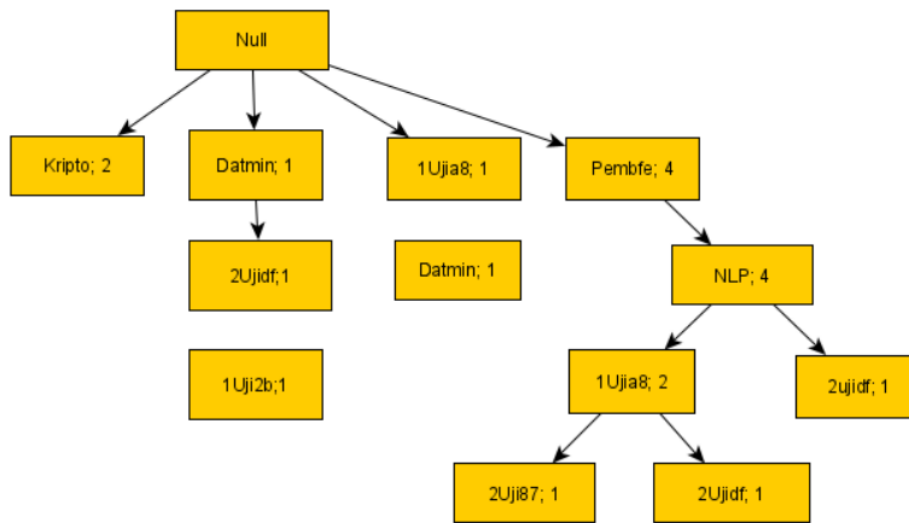 Null
Kripto; 2
Datmin; 1
1Ujia8; 1
Pembfe; 4
2Ujidf;1
Datmin; 1
NLP; 4
1Uji2b;1
1Ujia8; 2
2ujidf; 1
2Uji87; 1
2Ujidf; 1